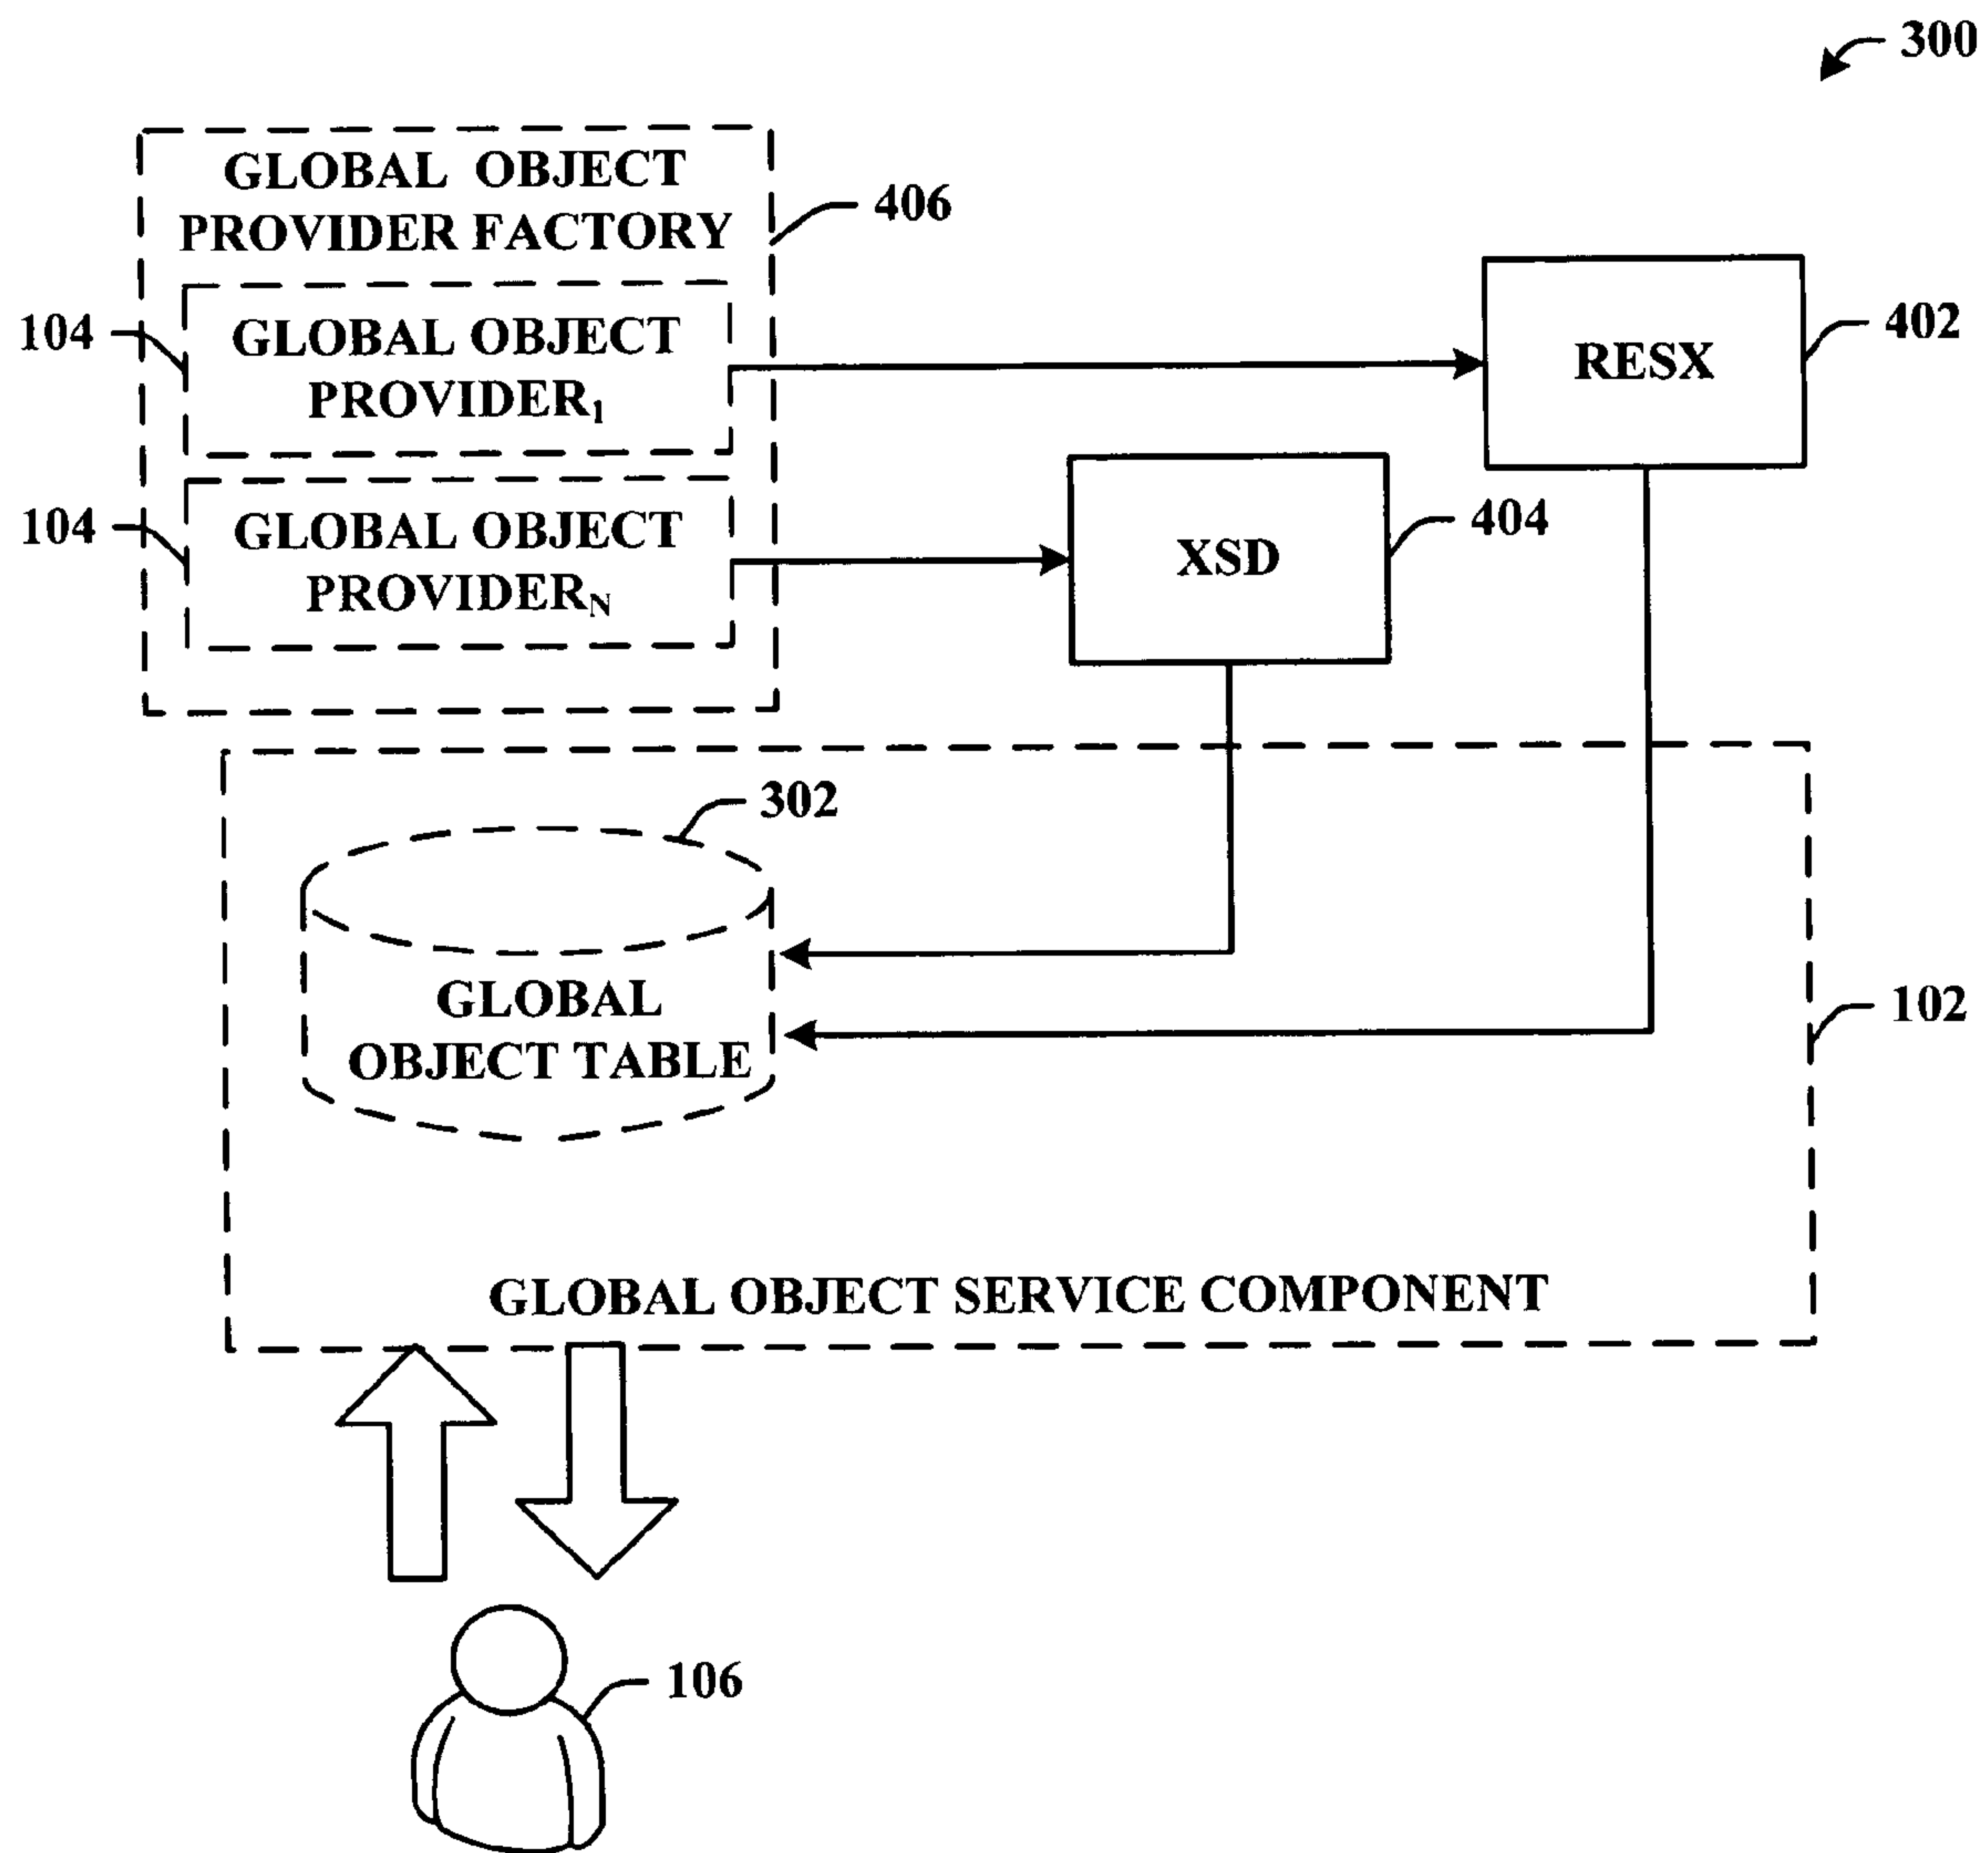 300
GLOBAL OBJECT
PROVIDER FACTORY
406
104
GLOBAL OBJECT
PROVIDER1
RESX
402
104
GLOBAL OBJECT
PROVIDERN
XSD
404
302
GLOBAL
OBJECT TABLE
102
GLOBAL OBJECT SERVICE COMPONENT
106